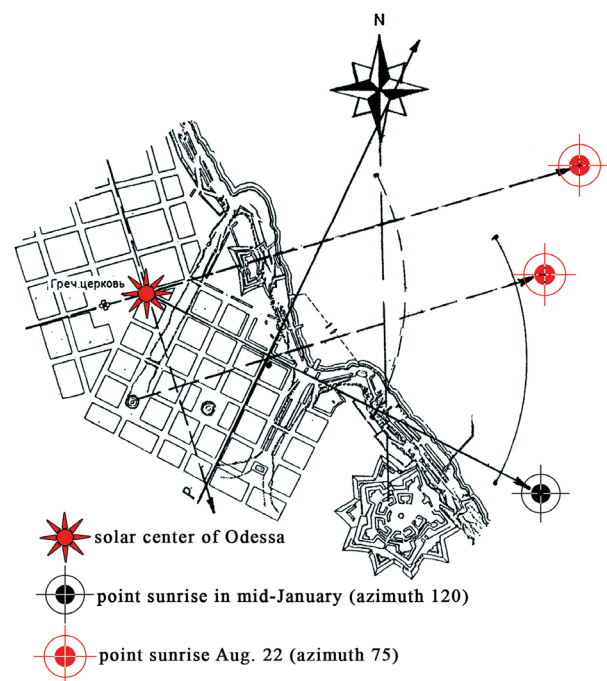 N
Греч.церковь
P
solar center of Odessa
point sunrise in mid-January (azimuth 120)
point sunrise Aug. 22 (azimuth 75)